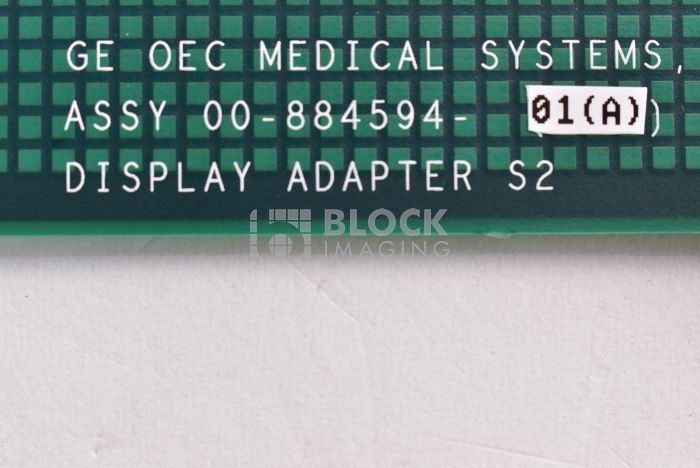 GE OEC MEDICAL SYSTEMS,
ASSY 00-884594- 01(A))
DISPLAY ADAPTER S2
BLOCK
IMAGING